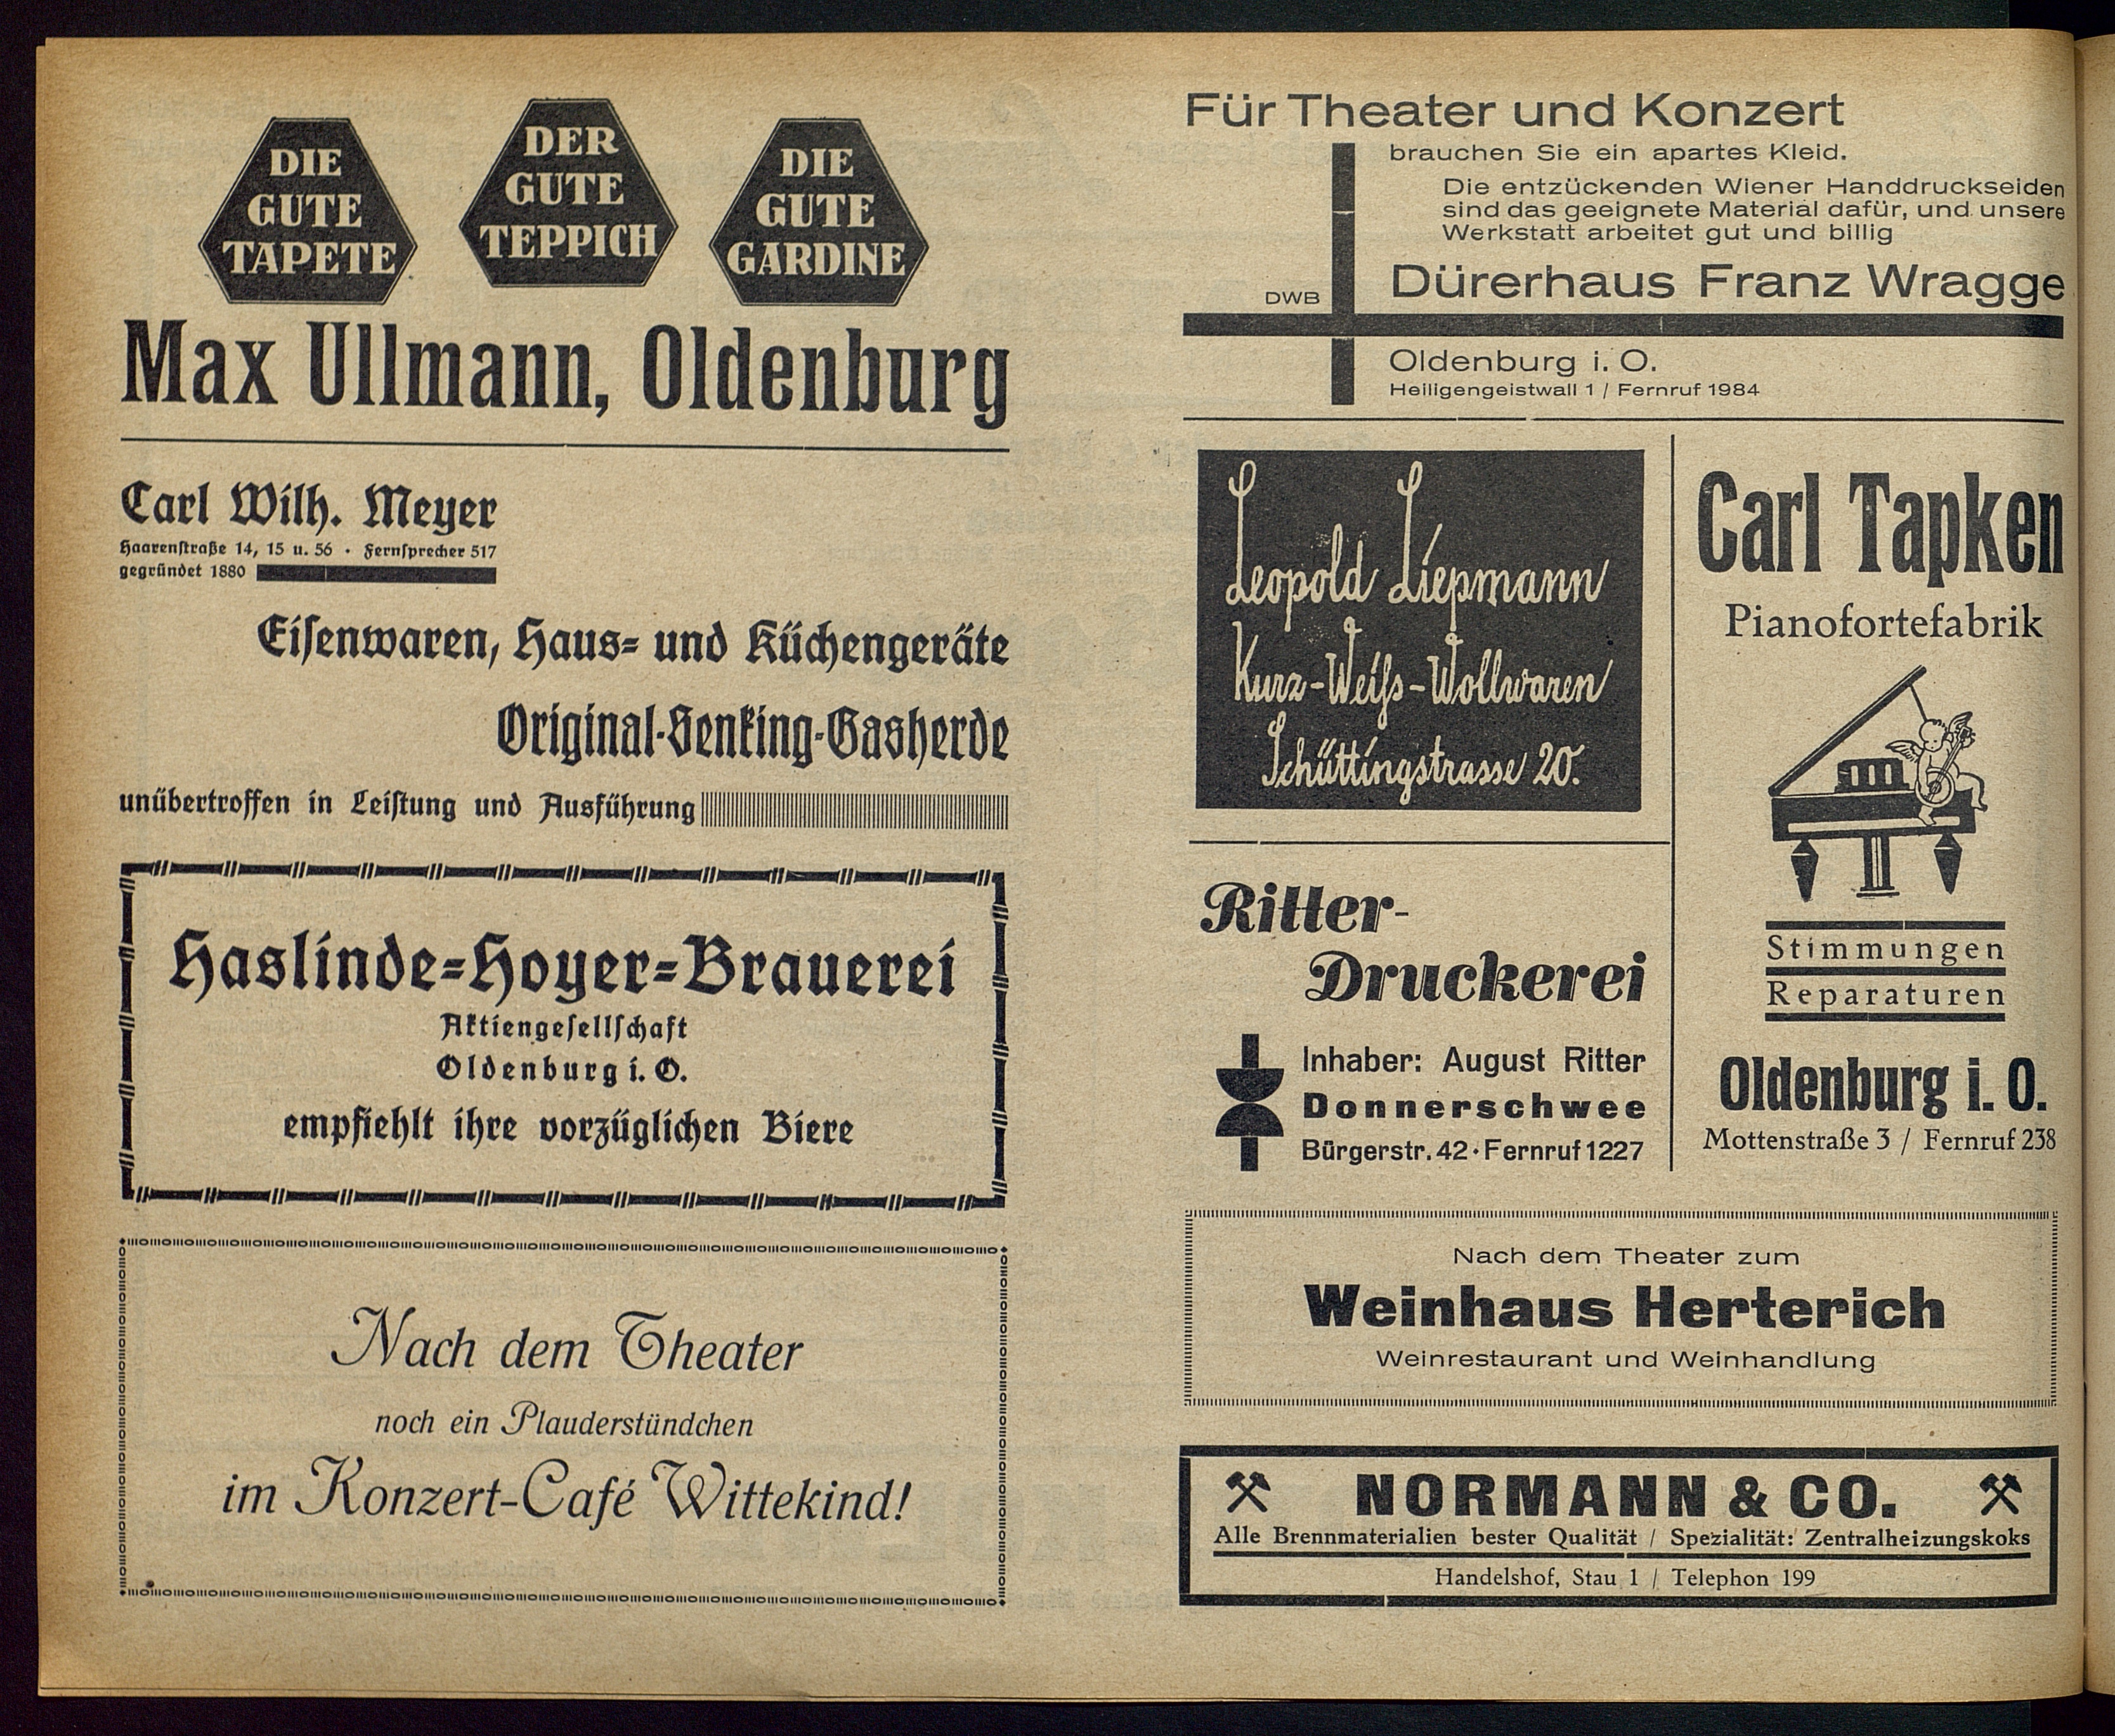 DIE
GUTE
TAPETE
DER
GUTE
TEPPICH
DIE
GUTE
GARDINE
Max Ullmann, Oldenburg
Carl Wilh. Meyer
Haarenſtraße 14, 15 u. 56 · Fernſprecher 517
gegründet 1880
Eiſenwaren, Haus- und Küchengeräte
Original-Senking-Gasherde
unübertroffen in Leiſtung und Ausführung
Haslinde-Hoyer-Brauerei
Aktiengeſellſchaft
Oldenburg i. O.
empfiehlt ihre vorzüglichen Biere
Nach dem Theater
noch ein Plauderstündchen
im Konzert-Café Wittekind!
Für Theater und Konzert
brauchen Sie ein apartes Kleid.
Die entzückenden Wiener Handdruckseiden
sind das geeignete Material dafür, und unsere
Werkstatt arbeitet gut und billig
DWB
Dürerhaus Franz Wragge
Oldenburg i. O.
Heiligengeistwall 1 / Fernruf 1984
Leopold Liepmann
Kurz-Weiſs-Wollwaren
Schüttingstrasse 20.
Ritter-
Druckerei
Inhaber: August Ritter
Donnerschwee
Bürgerstr. 42 · Fernruf 1227
Carl Tapken
Pianofortefabrik
Stimmungen
Reparaturen
Oldenburg i. O.
Mottenstraße 3 / Fernruf 238
Nach dem Theater zum
Weinhaus Herterich
Weinrestaurant und Weinhandlung
NORMANN & CO.
Alle Brennmaterialien bester Qualität / Spezialität: Zentralheizungskoks
Handelshof, Stau 1 / Telephon 199